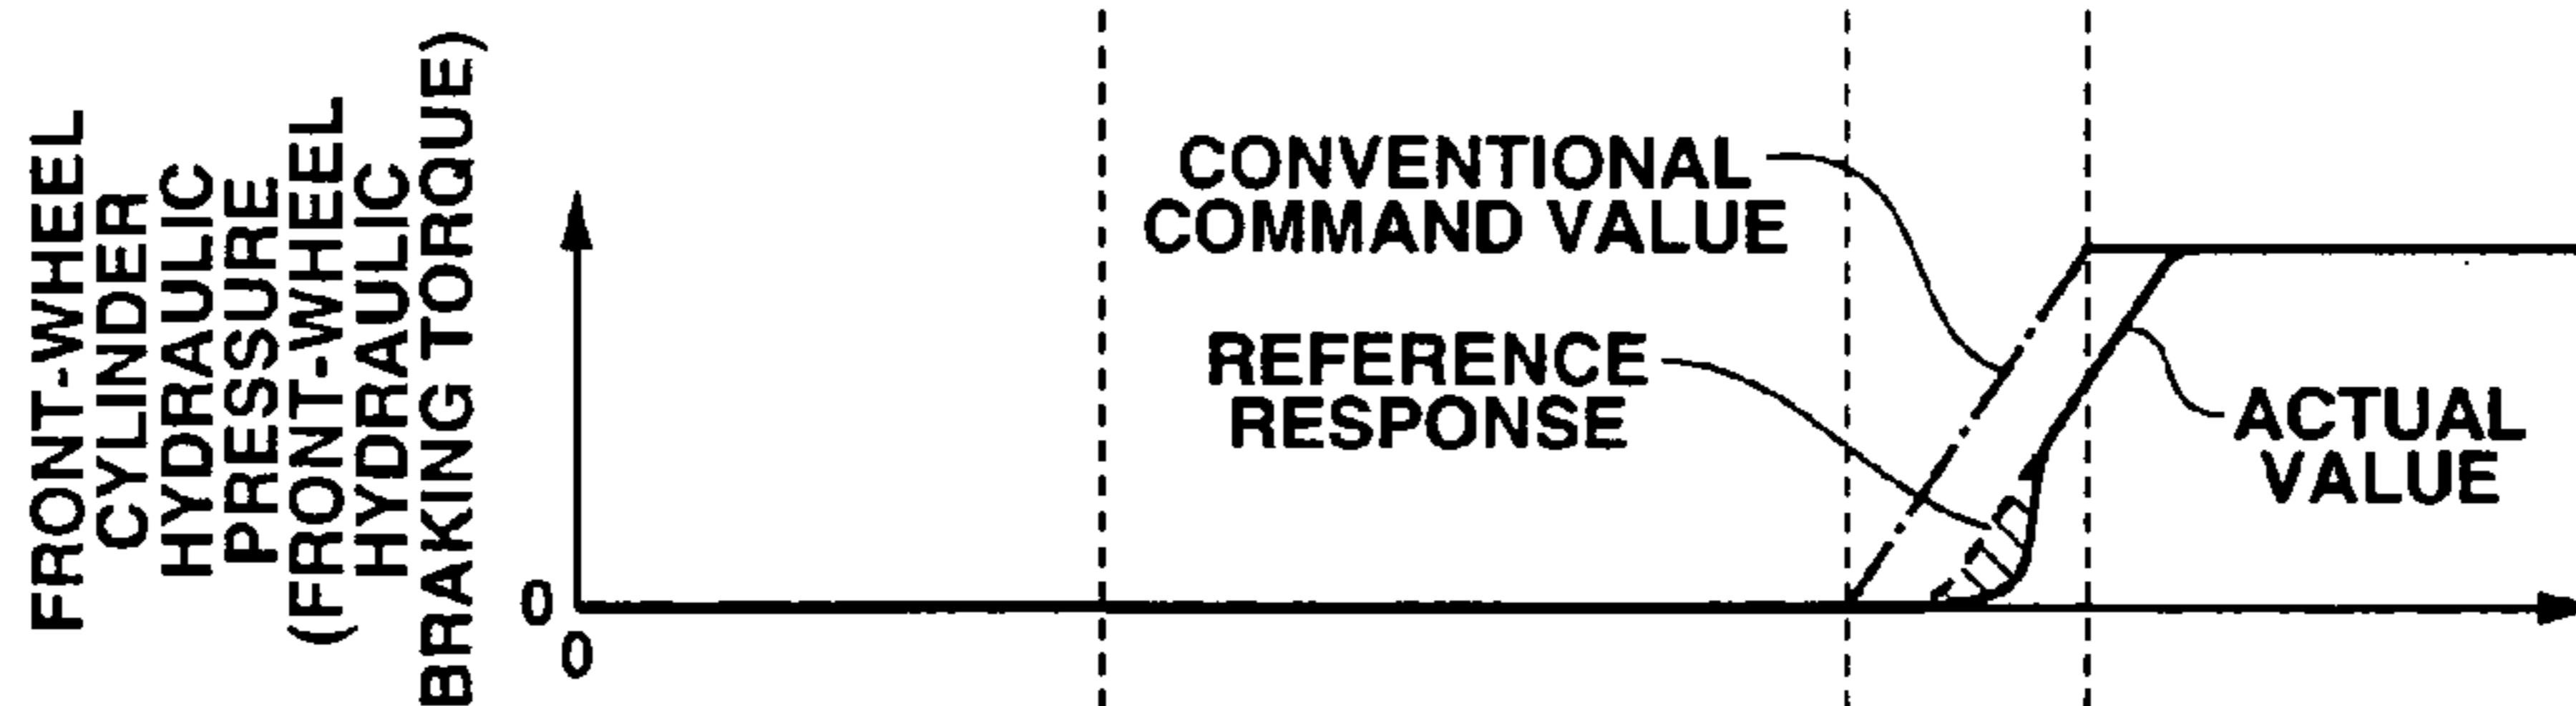 FRONT-WHEEL
CYLINDER
HYDRAULIC
PRESSURE
(FRONT-WHEEL
HYDRAULIC
BRAKING TORQUE)
CONVENTIONAL
COMMAND VALUE
REFERENCE
RESPONSE
ACTUAL
VALUE
0
0